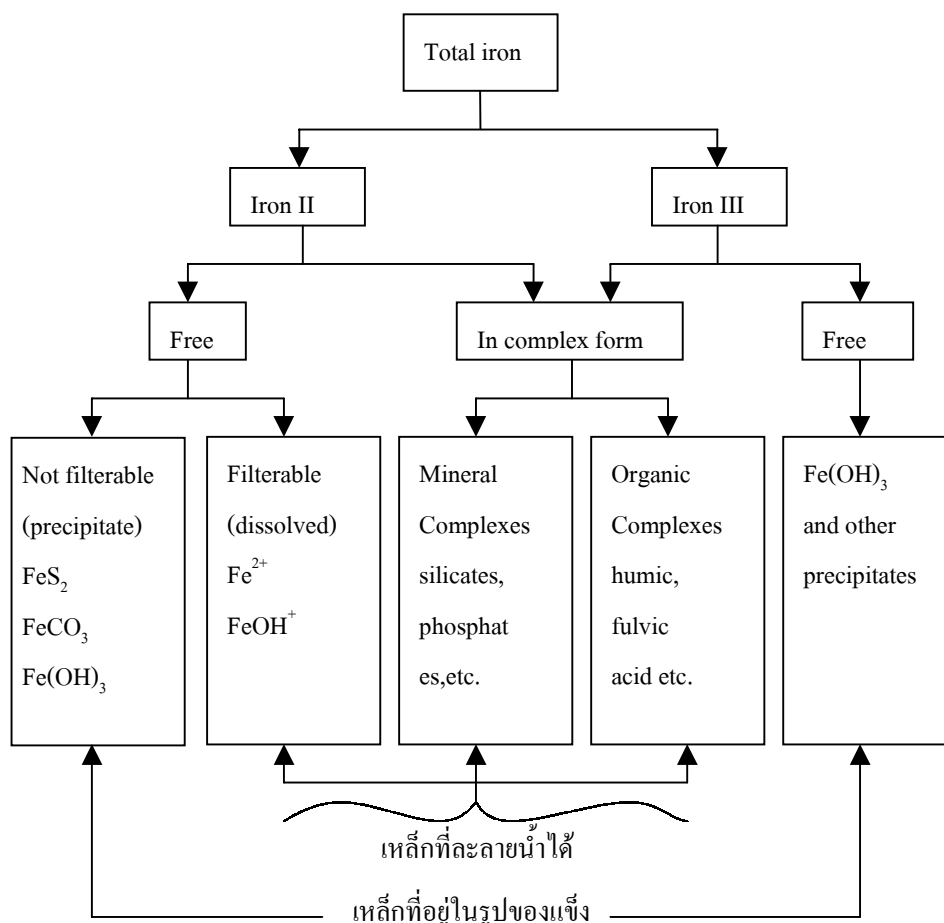 Total iron
Iron II
Iron III
Free
In complex form
Free
Not filterable
(precipitate)
FeS₂
FeCO₃
Fe(OH)₃
Filterable
(dissolved)
Fe²⁺
FeOH⁺
Mineral
Complexes
silicates,
phosphat
es,etc.
Organic
Complexes
humic,
fulvic
acid etc.
Fe(OH)₃
and other
precipitates
เหล็กที่ละลายน้ำได้
เหล็กที่อยู่ในรูปของแข็ง